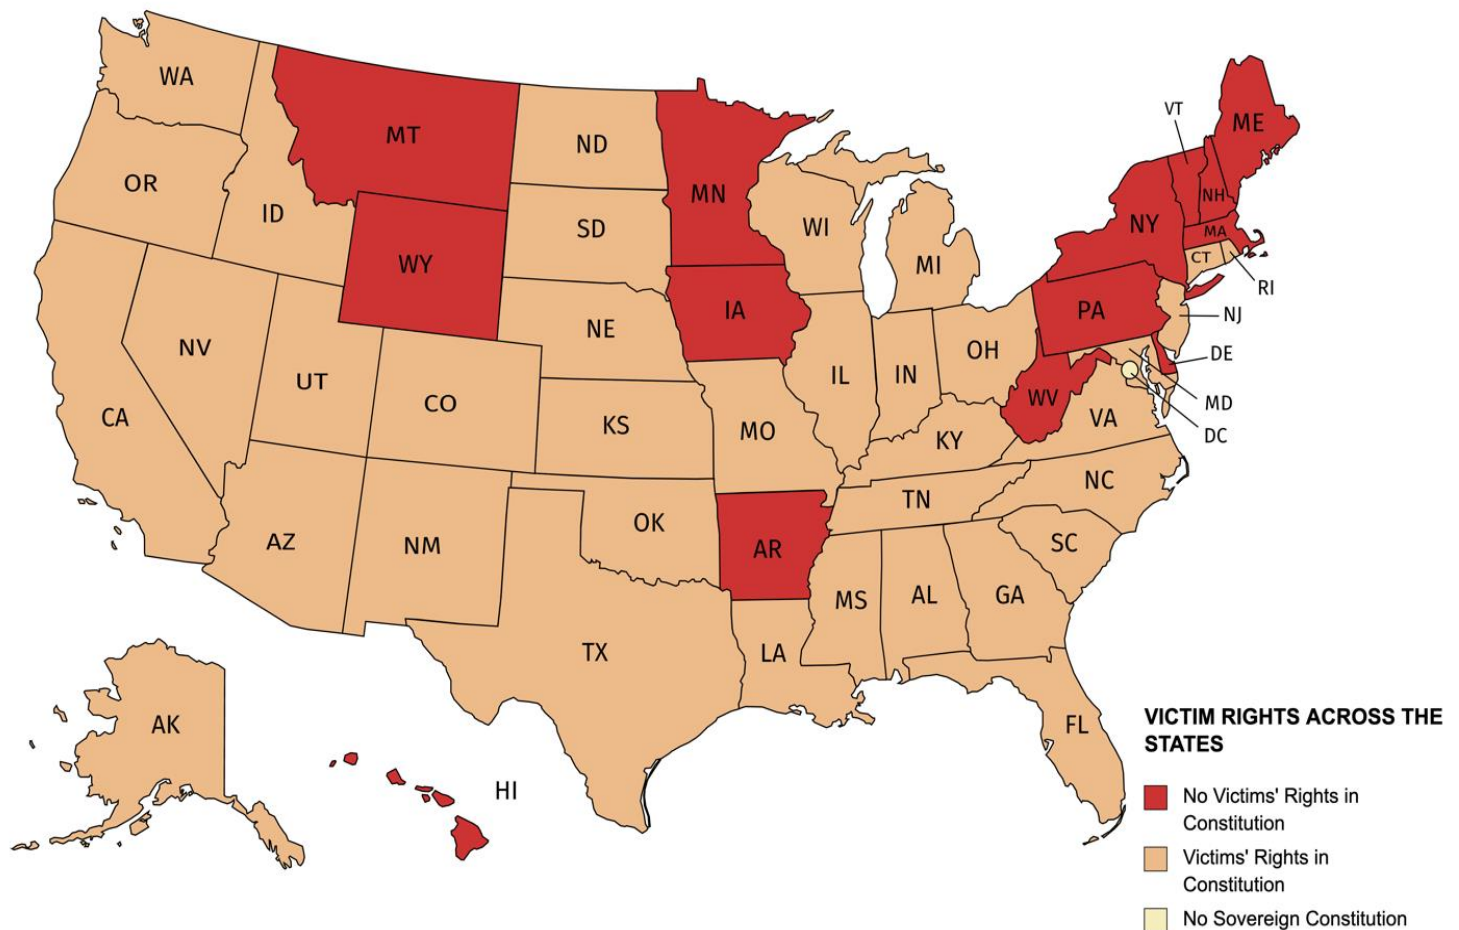 WA
MT
ND
MN
VT
ME
OR
ID
SD
WI
NH
NY
MA
WY
MI
CT
RI
IA
PA
NJ
NE
NV
OH
DE
UT
IL
IN
CO
WV
MD
CA
KS
MO
KY
VA
DC
NC
TN
OK
AZ
NM
AR
SC
MS
AL
GA
TX
LA
AK
FL
HI
VICTIM RIGHTS ACROSS THE
STATES
No Victims' Rights in
Constitution
Victims' Rights in
Constitution
No Sovereign Constitution